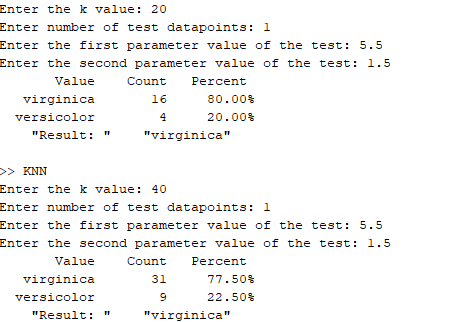 Enter the k value: 20
Enter number of test datapoints: 1
Enter the first parameter value of the test: 5.5
Enter the second parameter value of the test: 1.5
Value Count Percent
virginica 16 80.00%
versicolor 4 20.00%
"Result: " "virginica"
>> KNN
Enter the k value: 40
Enter number of test datapoints: 1
Enter the first parameter value of the test: 5.5
Enter the second parameter value of the test: 1.5
Value Count Percent
virginica 31 77.50%
versicolor 9 22.50%
"Result: " "virginica"